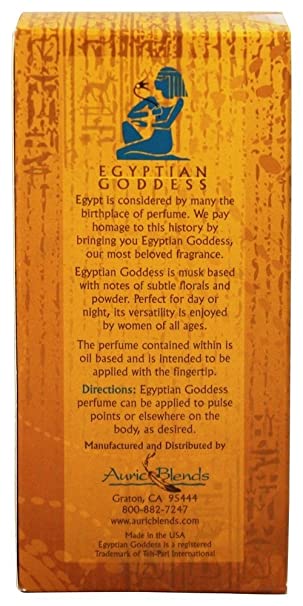 EGYPTIAN
GODDESS
Egypt is considered by many the
birthplace of perfume. We pay
homage to this history by
bringing you Egyptian Goddess,
our most beloved fragrance.
Egyptian Goddess is musk based
with notes of subtle florals and
powder. Perfect for day or
night, its versatility is enjoyed
by women of all ages.
The perfume contained within is
oil based and is intended to be
applied with the fingertip.
Directions: Egyptian Goddess
perfume can be applied to pulse
points or elsewhere on the
body, as desired.
Manufactured and Distributed by
Auric Blends
Graton, CA 95444
800-882-7247
www.auricblends.com
Made in the USA
Egyptian Goddess is a registered
Trademark of Teh-Pari International